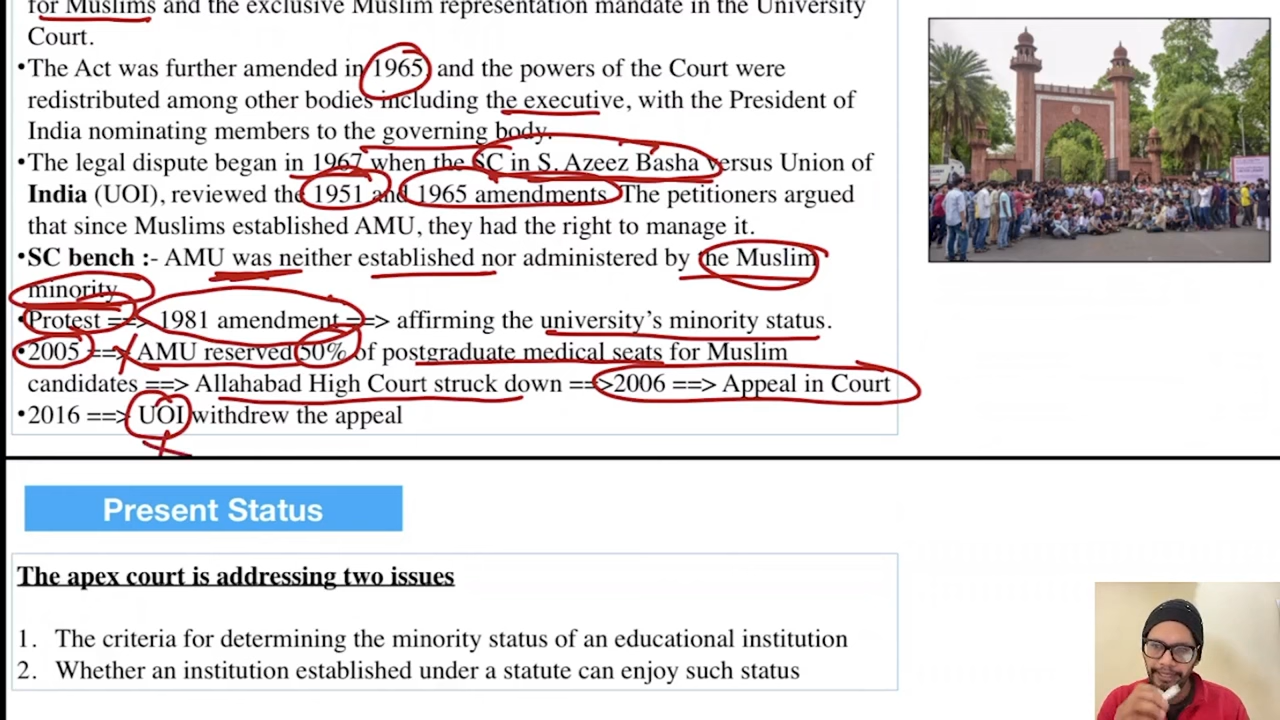 for Muslims and the exclusive Muslim representation mandate in the University
Court.
•The Act was further amended in 1965, and the powers of the Court were
redistributed among other bodies including the executive, with the President of
India nominating members to the governing body.
•The legal dispute began in 1967 when the SC in S. Azeez Basha versus Union of
India (UOI), reviewed the 1951 and 1965 amendments. The petitioners argued
that since Muslims established AMU, they had the right to manage it.
•SC bench :- AMU was neither established nor administered by the Muslim
minority
•Protest ==> 1981 amendment ==> affirming the university's minority status.
•2005 ==> AMU reserved 50% of postgraduate medical seats for Muslim
candidates ==> Allahabad High Court struck down ==>2006 ==> Appeal in Court
•2016 ==> UOI withdrew the appeal
Present Status
The apex court is addressing two issues
1. The criteria for determining the minority status of an educational institution
2. Whether an institution established under a statute can enjoy such status